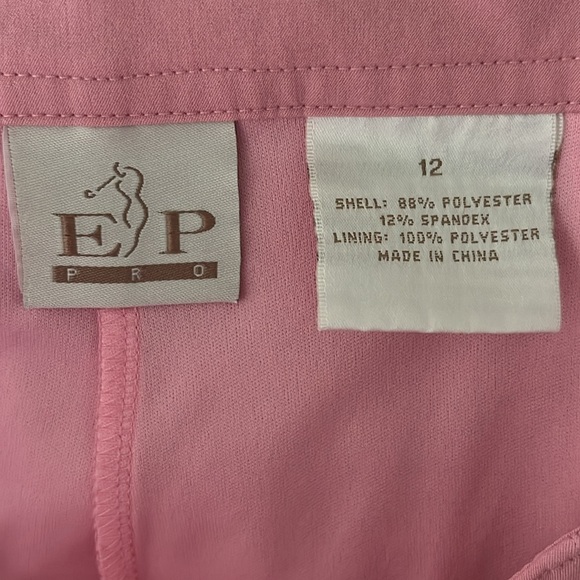 EP
PRO
12
SHELL: 88% POLYESTER
12% SPANDEX
LINING: 100% POLYESTER
MADE IN CHINA